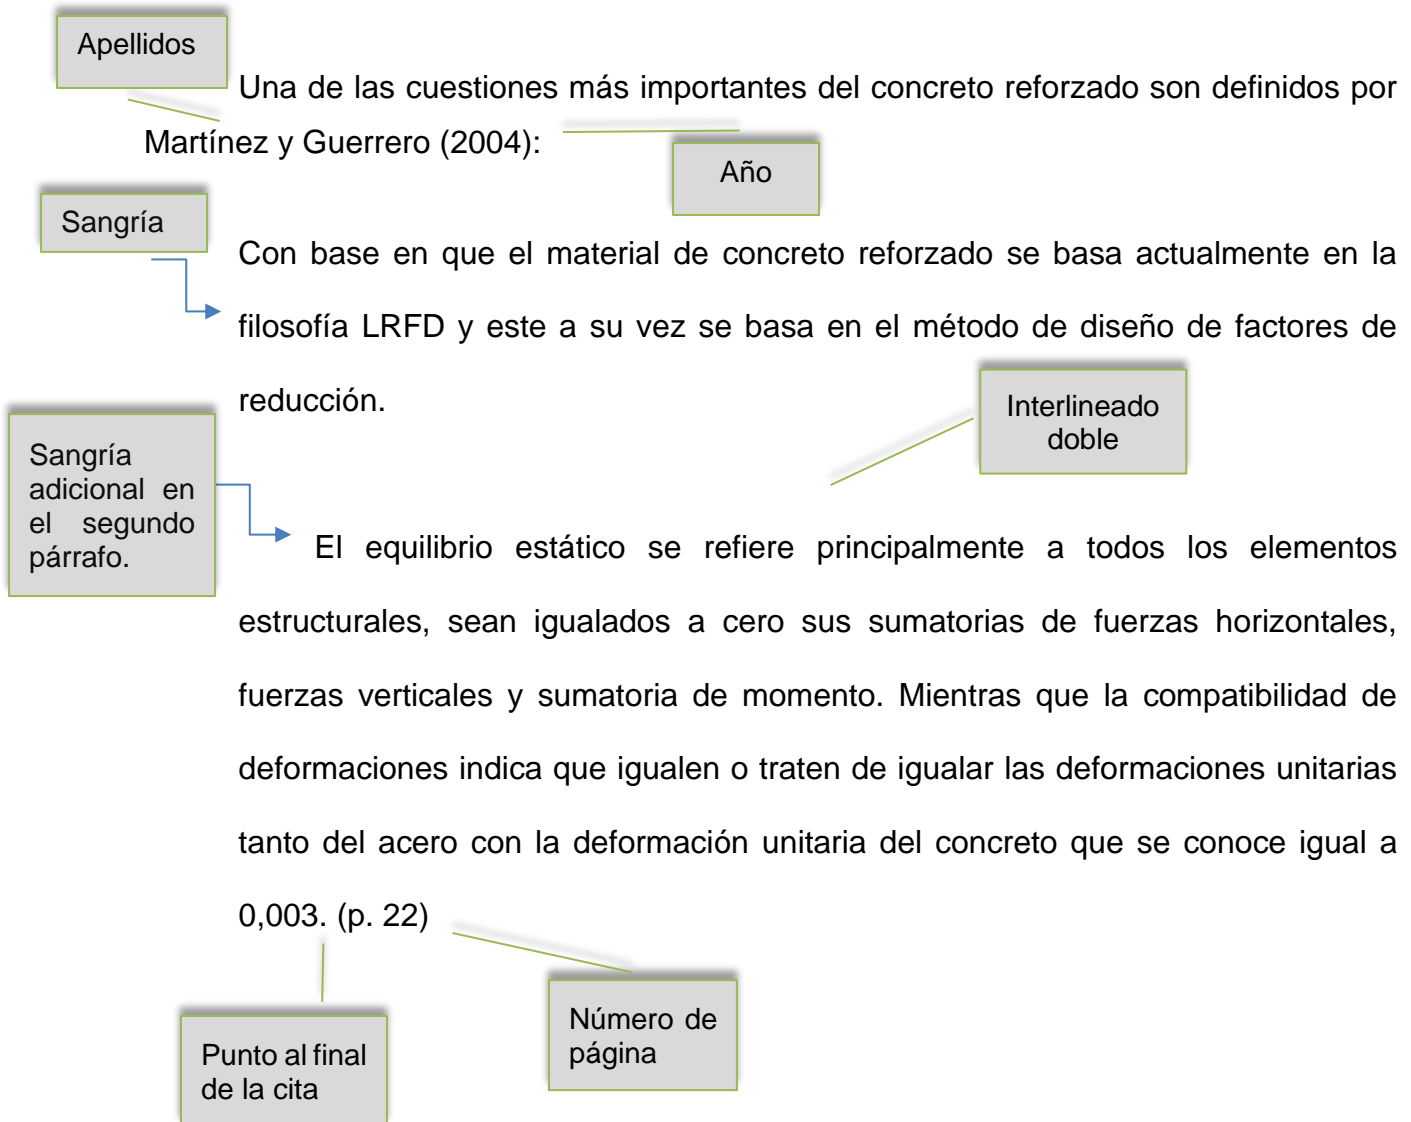 Apellidos
Una de las cuestiones más importantes del concreto reforzado son definidos por
Martínez y Guerrero (2004):
Año
Sangría
Con base en que el material de concreto reforzado se basa actualmente en la
filosofía LRFD y este a su vez se basa en el método de diseño de factores de
reducción.
Interlineado
doble
Sangría
adicional en
el segundo
párrafo.
El equilibrio estático se refiere principalmente a todos los elementos
estructurales, sean igualados a cero sus sumatorias de fuerzas horizontales,
fuerzas verticales y sumatoria de momento. Mientras que la compatibilidad de
deformaciones indica que igualen o traten de igualar las deformaciones unitarias
tanto del acero con la deformación unitaria del concreto que se conoce igual a
0,003. (p. 22)
Número de
página
Punto al final
de la cita